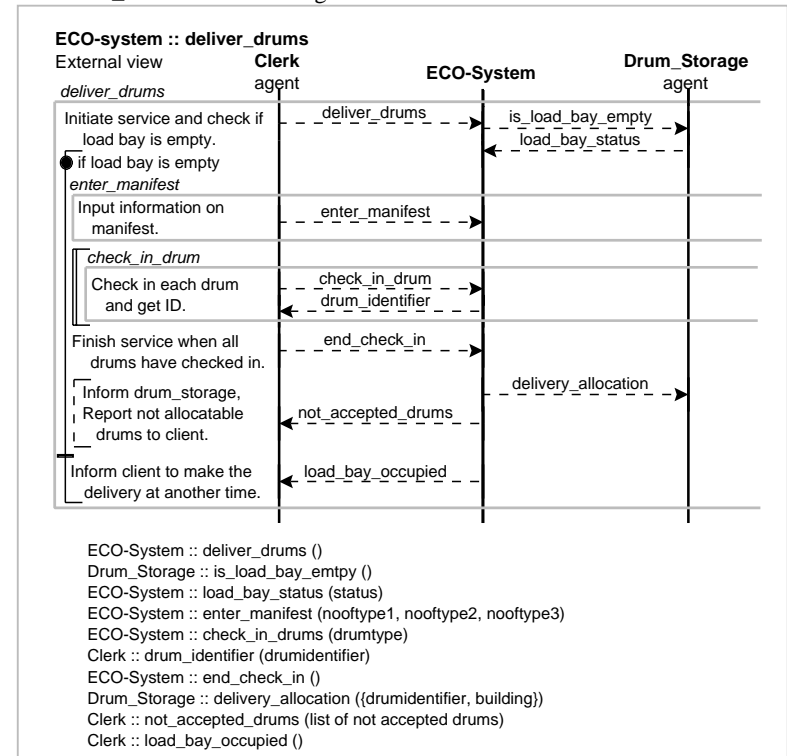 ECO-system :: deliver_drums
External view
Clerk
agent
ECO-System
Drum_Storage
agent
deliver_drums
Initiate service and check if
load bay is empty.
deliver_drums
is_load_bay_empty
load_bay_status
if load bay is empty
enter_manifest
Input information on
manifest.
enter_manifest
check_in_drum
Check in each drum
and get ID.
check_in_drum
drum_identifier
Finish service when all
drums have checked in.
end_check_in
delivery_allocation
Inform drum_storage,
Report not allocatable
drums to client.
not_accepted_drums
Inform client to make the
delivery at another time.
load_bay_occupied
ECO-System :: deliver_drums ()
Drum_Storage :: is_load_bay_emtpy ()
ECO-System :: load_bay_status (status)
ECO-System :: enter_manifest (nooftype1, nooftype2, nooftype3)
ECO-System :: check_in_drums (drumtype)
Clerk :: drum_identifier (drumidentifier)
ECO-System :: end_check_in ()
Drum_Storage :: delivery_allocation ({drumidentifier, building})
Clerk :: not_accepted_drums (list of not accepted drums)
Clerk :: load_bay_occupied ()